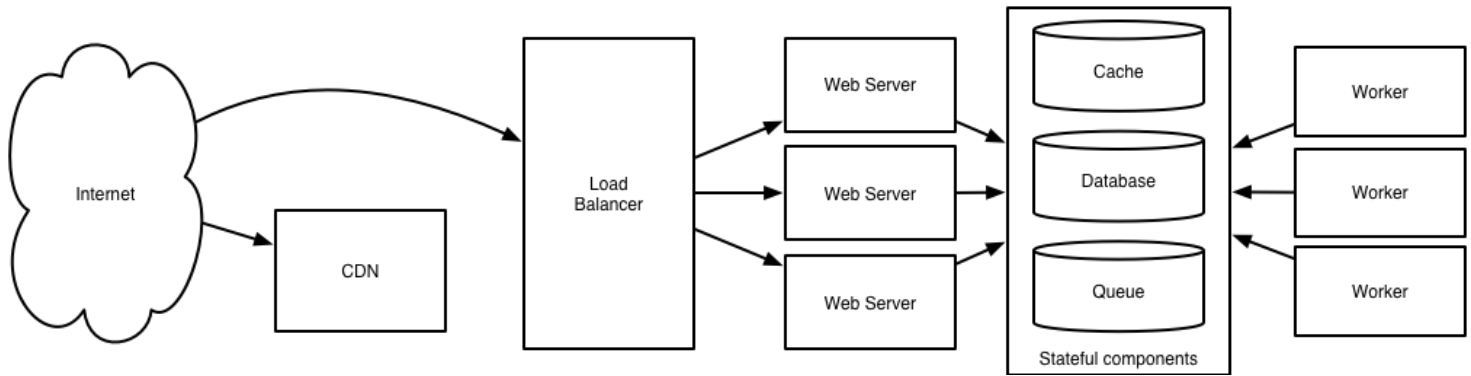 Internet
CDN
Load
Balancer
Web Server
Web Server
Web Server
Cache
Database
Queue
Stateful components
Worker
Worker
Worker